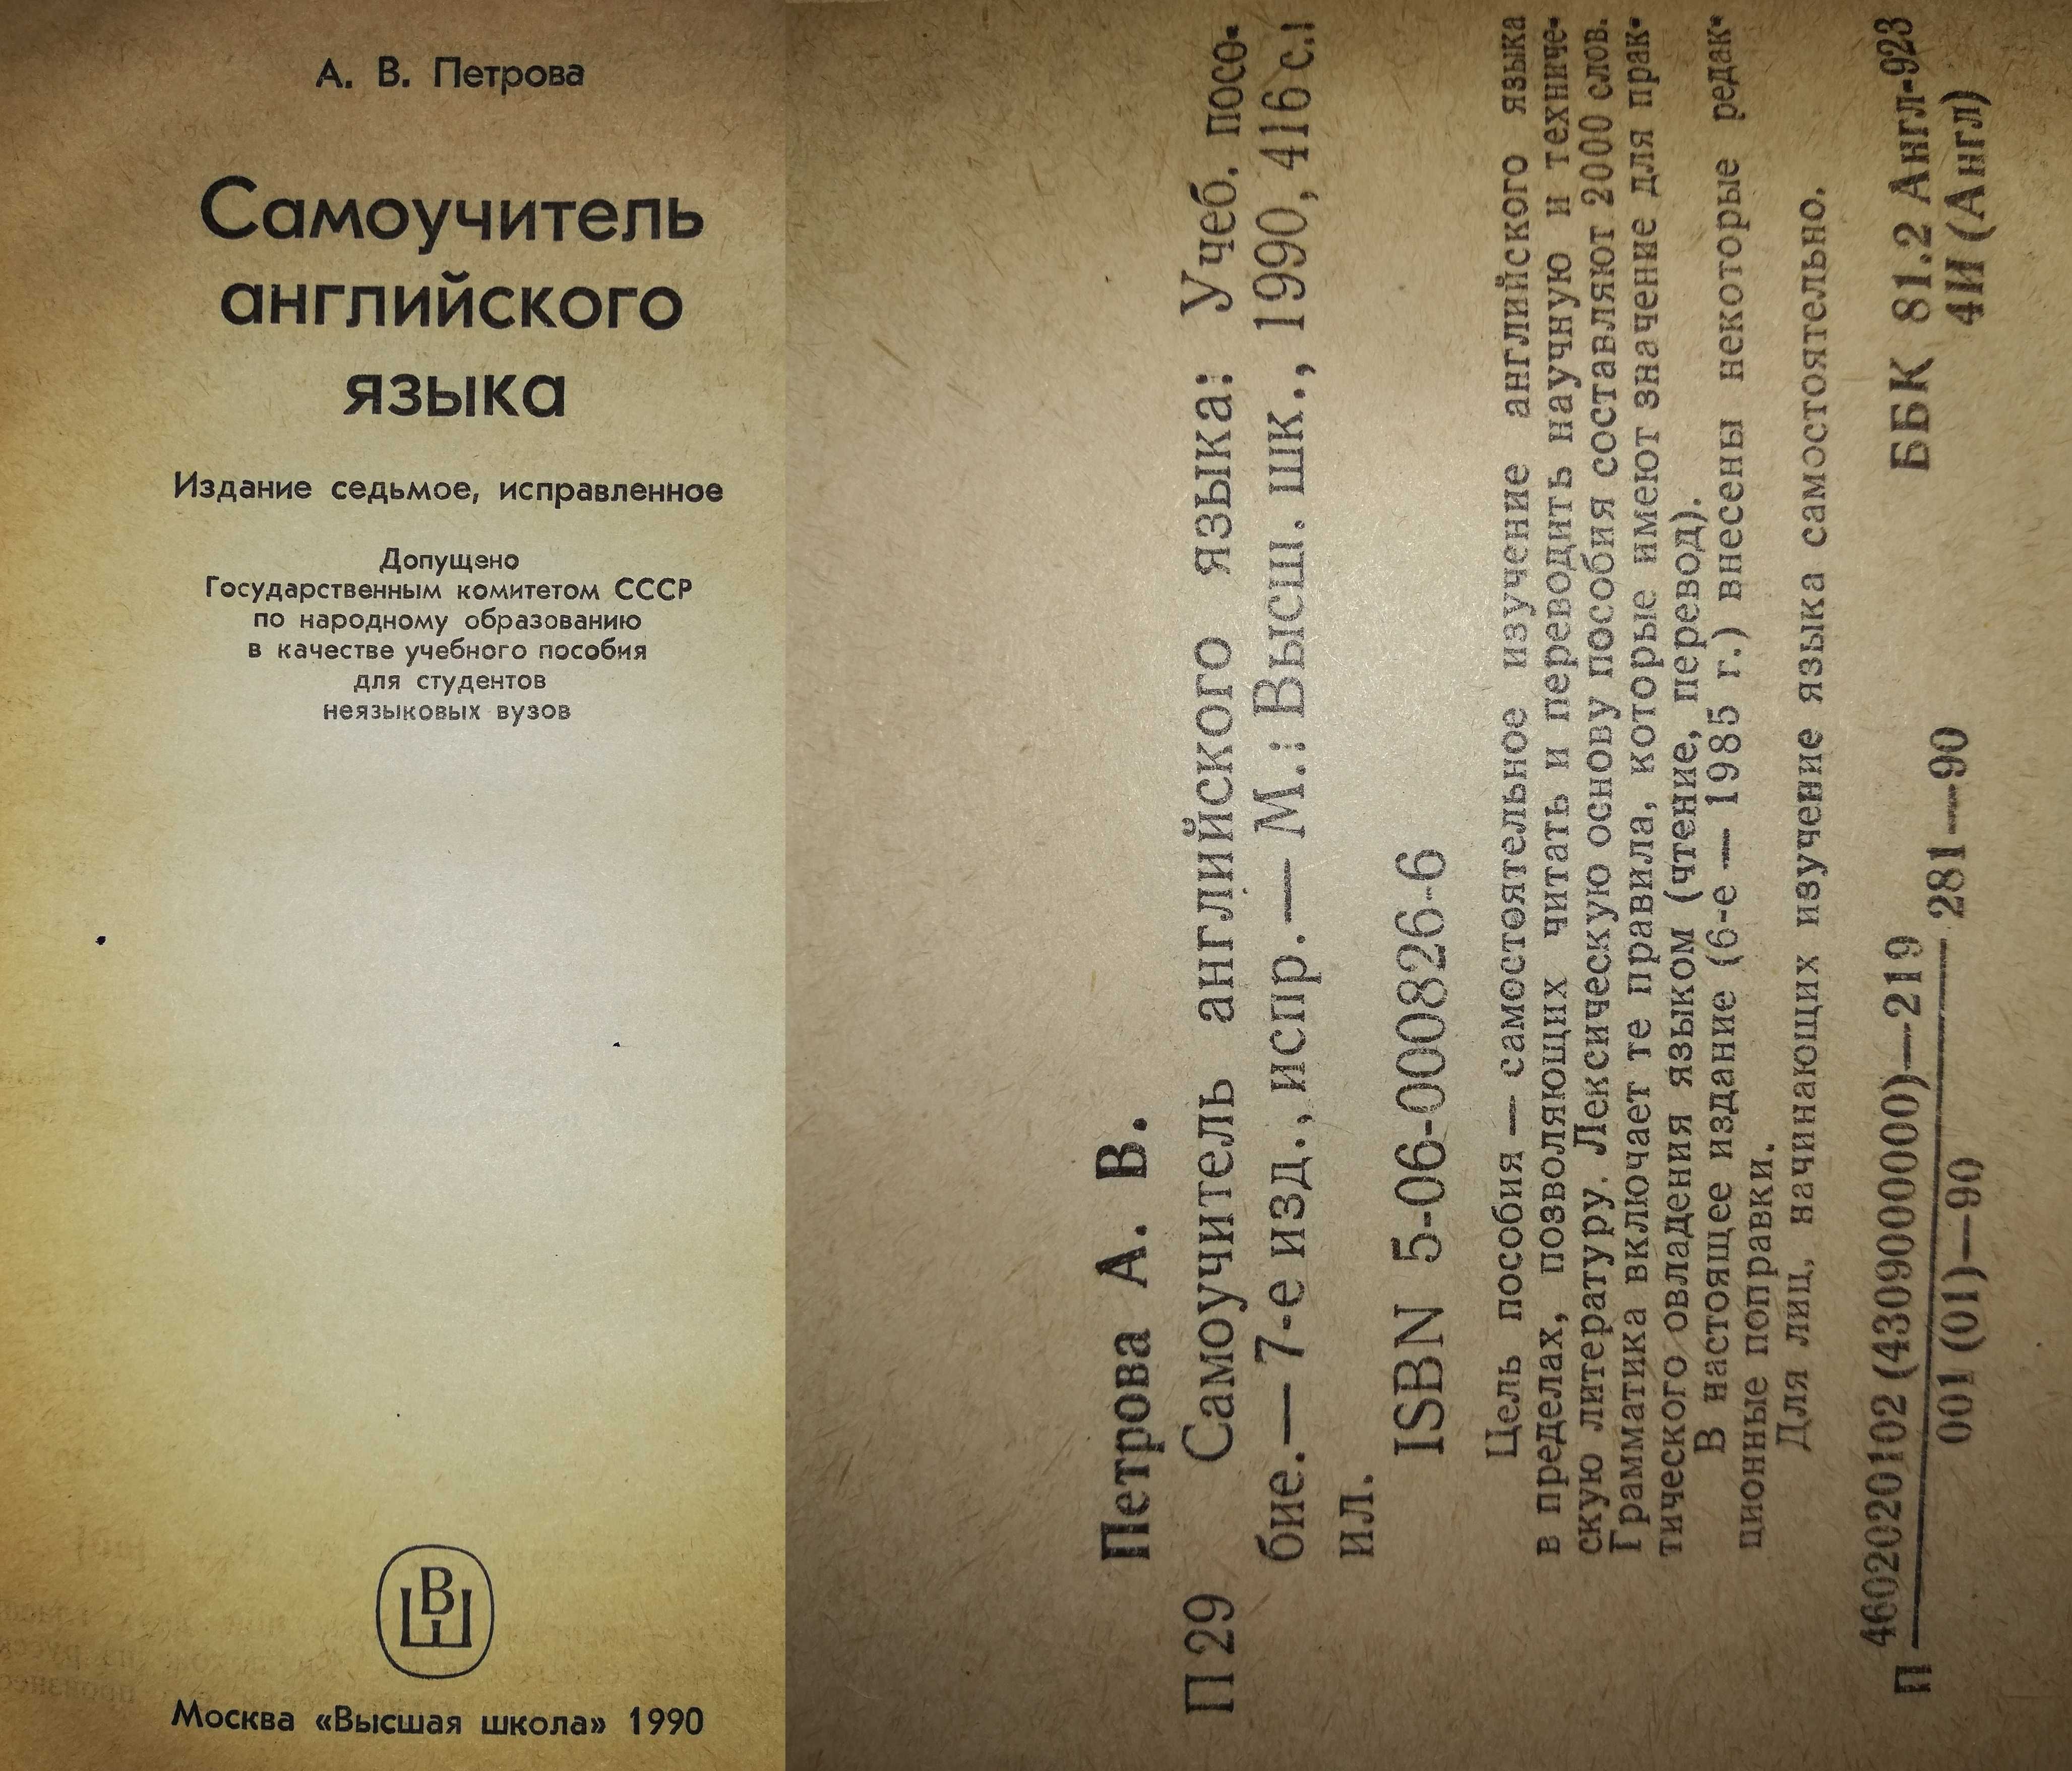 А. В. Петрова
Самоучитель
английского
языка
Издание седьмое, исправленное
Допущено
Государственным комитетом СССР
по народному образованию
в качестве учебного пособия
для студентов
неязыковых вузов
ВШ
Москва «Высшая школа» 1990
Петрова А. В.
П 29 Самоучитель английского языка: Учеб. посо-
бие.— 7-е изд., испр.— М.: Высш. шк., 1990, 416 с.:
ил.
ISBN 5-06-000826-6
Цель пособия — самостоятельное изучение английского языка
в пределах, позволяющих читать и переводить научную и техниче-
скую литературу. Лексическую основу пособия составляют 2000 слов.
Грамматика включает те правила, которые имеют значение для прак-
тического овладения языком (чтение, перевод).
В настоящее издание (6-е — 1985 г.) внесены некоторые редак-
ционные поправки.
Для лиц, начинающих изучение языка самостоятельно.
П 4602020102 (4309000000)—219 281—90
001 (01)—90
ББК 81.2 Англ-923
4И (Англ)